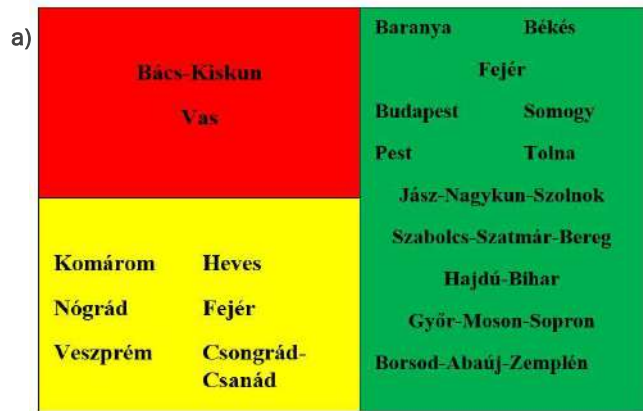 a)
Bács-Kiskun
Vas
Komárom Heves
Nógrád Fejér
Veszprém Csongrád-
Csanád
Baranya Békés
Fejér
Budapest Somogy
Pest Tolna
Jász-Nagykun-Szolnok
Szabolcs-Szatmár-Bereg
Hajdú-Bihar
Győr-Moson-Sopron
Borsod-Abaúj-Zemplén